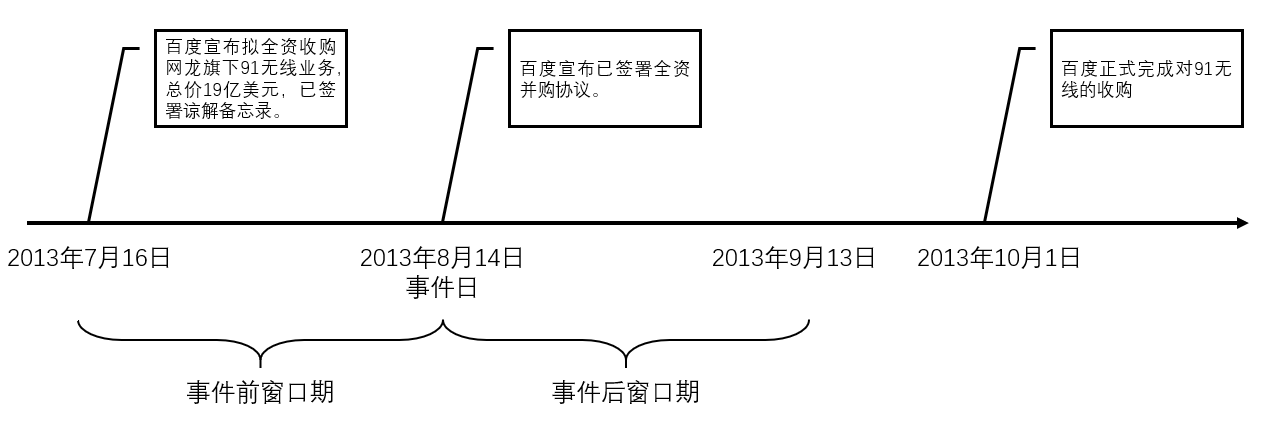 百度宣布拟全资收购
网龙旗下91无线业务,
总价19亿美元，已签
署谅解备忘录。
百度宣布已签署全资
并购协议。
百度正式完成对91无
线的收购
2013年7月16日
2013年8月14日
事件日
2013年9月13日
2013年10月1日
事件前窗口期
事件后窗口期